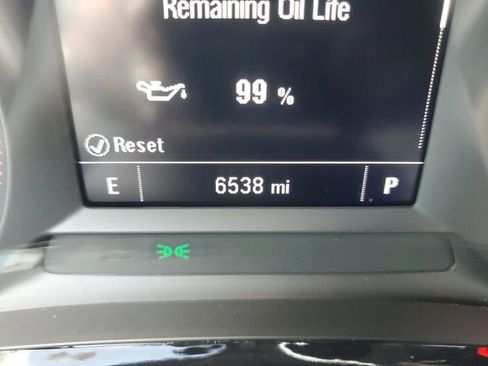 Remaining Oil Life
99 %
Reset
E 6538 mi P